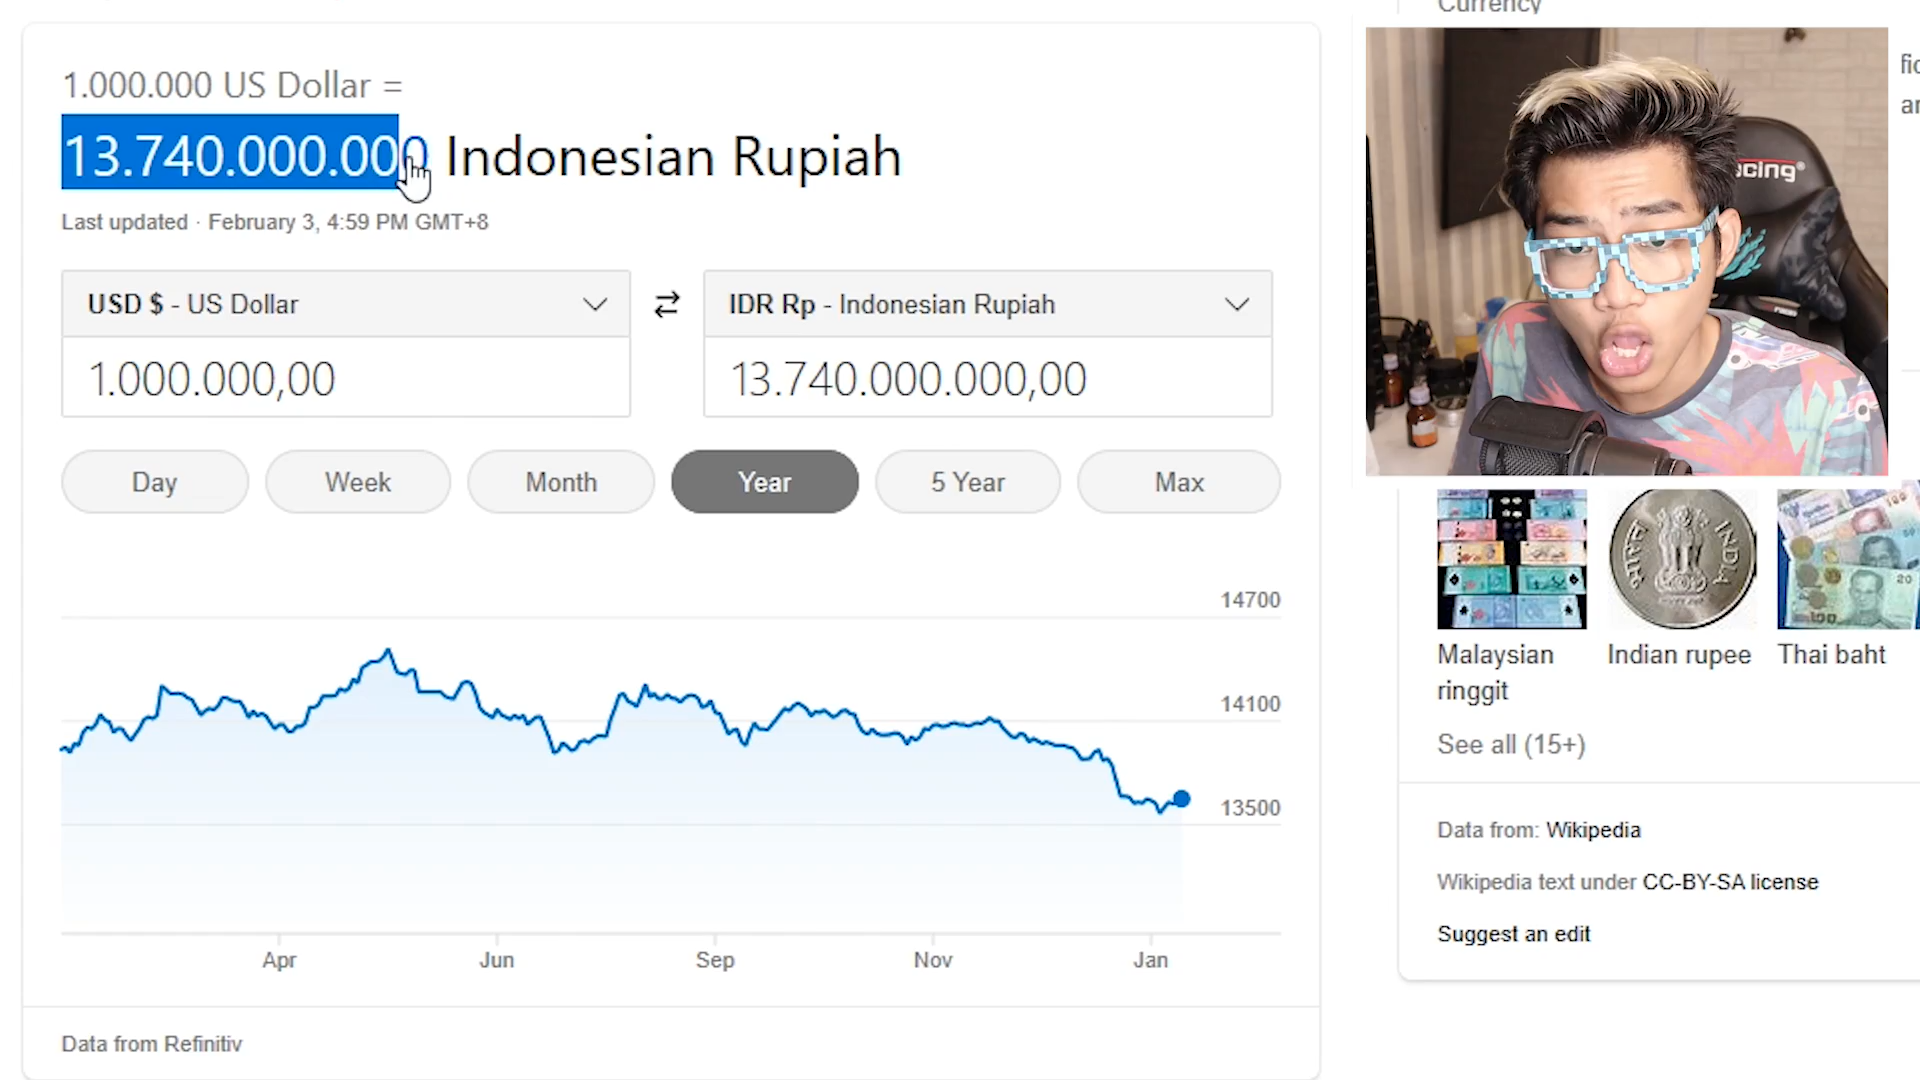 Currency
1.000.000 US Dollar =
13.740.000.000 Indonesian Rupiah
Last updated · February 3, 4:59 PM GMT+8
USD $ - US Dollar
IDR Rp - Indonesian Rupiah
1.000.000,00
13.740.000.000,00
Day
Week
Month
Year
5 Year
Max
14700
14100
13500
Apr
Jun
Sep
Nov
Jan
Data from Refinitiv
Malaysian
ringgit
Indian rupee
Thai baht
See all (15+)
Data from: Wikipedia
Wikipedia text under CC-BY-SA license
Suggest an edit
INDIA
भारत
20